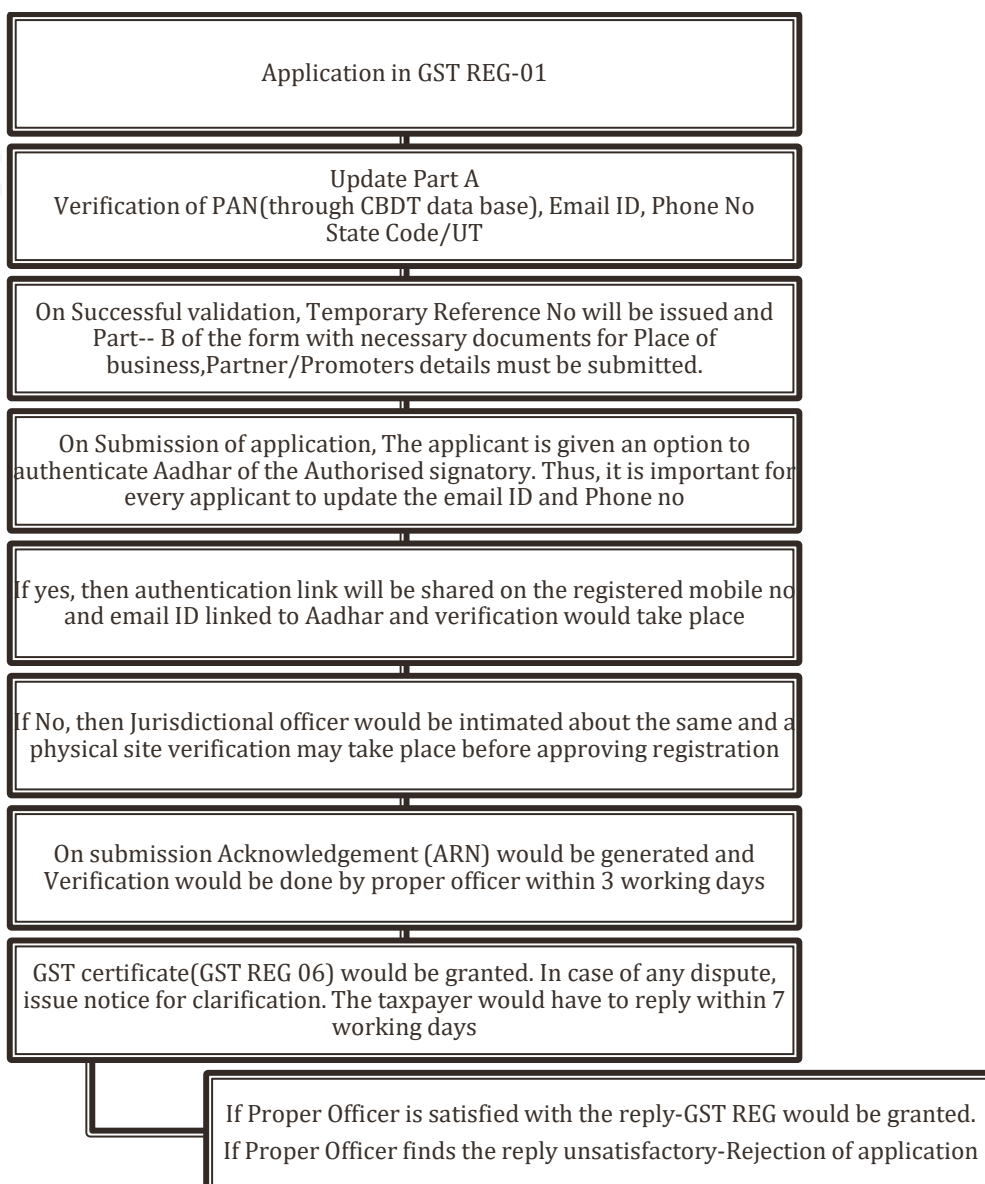 Application in GST REG-01
Update Part A
Verification of PAN(through CBDT data base), Email ID, Phone No
State Code/UT
On Successful validation, Temporary Reference No will be issued and
Part-- B of the form with necessary documents for Place of
business,Partner/Promoters details must be submitted.
On Submission of application, The applicant is given an option to
authenticate Aadhar of the Authorised signatory. Thus, it is important for
every applicant to update the email ID and Phone no
If yes, then authentication link will be shared on the registered mobile no
and email ID linked to Aadhar and verification would take place
If No, then Jurisdictional officer would be intimated about the same and a
physical site verification may take place before approving registration
On submission Acknowledgement (ARN) would be generated and
Verification would be done by proper officer within 3 working days
GST certificate(GST REG 06) would be granted. In case of any dispute,
issue notice for clarification. The taxpayer would have to reply within 7
working days
If Proper Officer is satisfied with the reply-GST REG would be granted.
If Proper Officer finds the reply unsatisfactory-Rejection of application